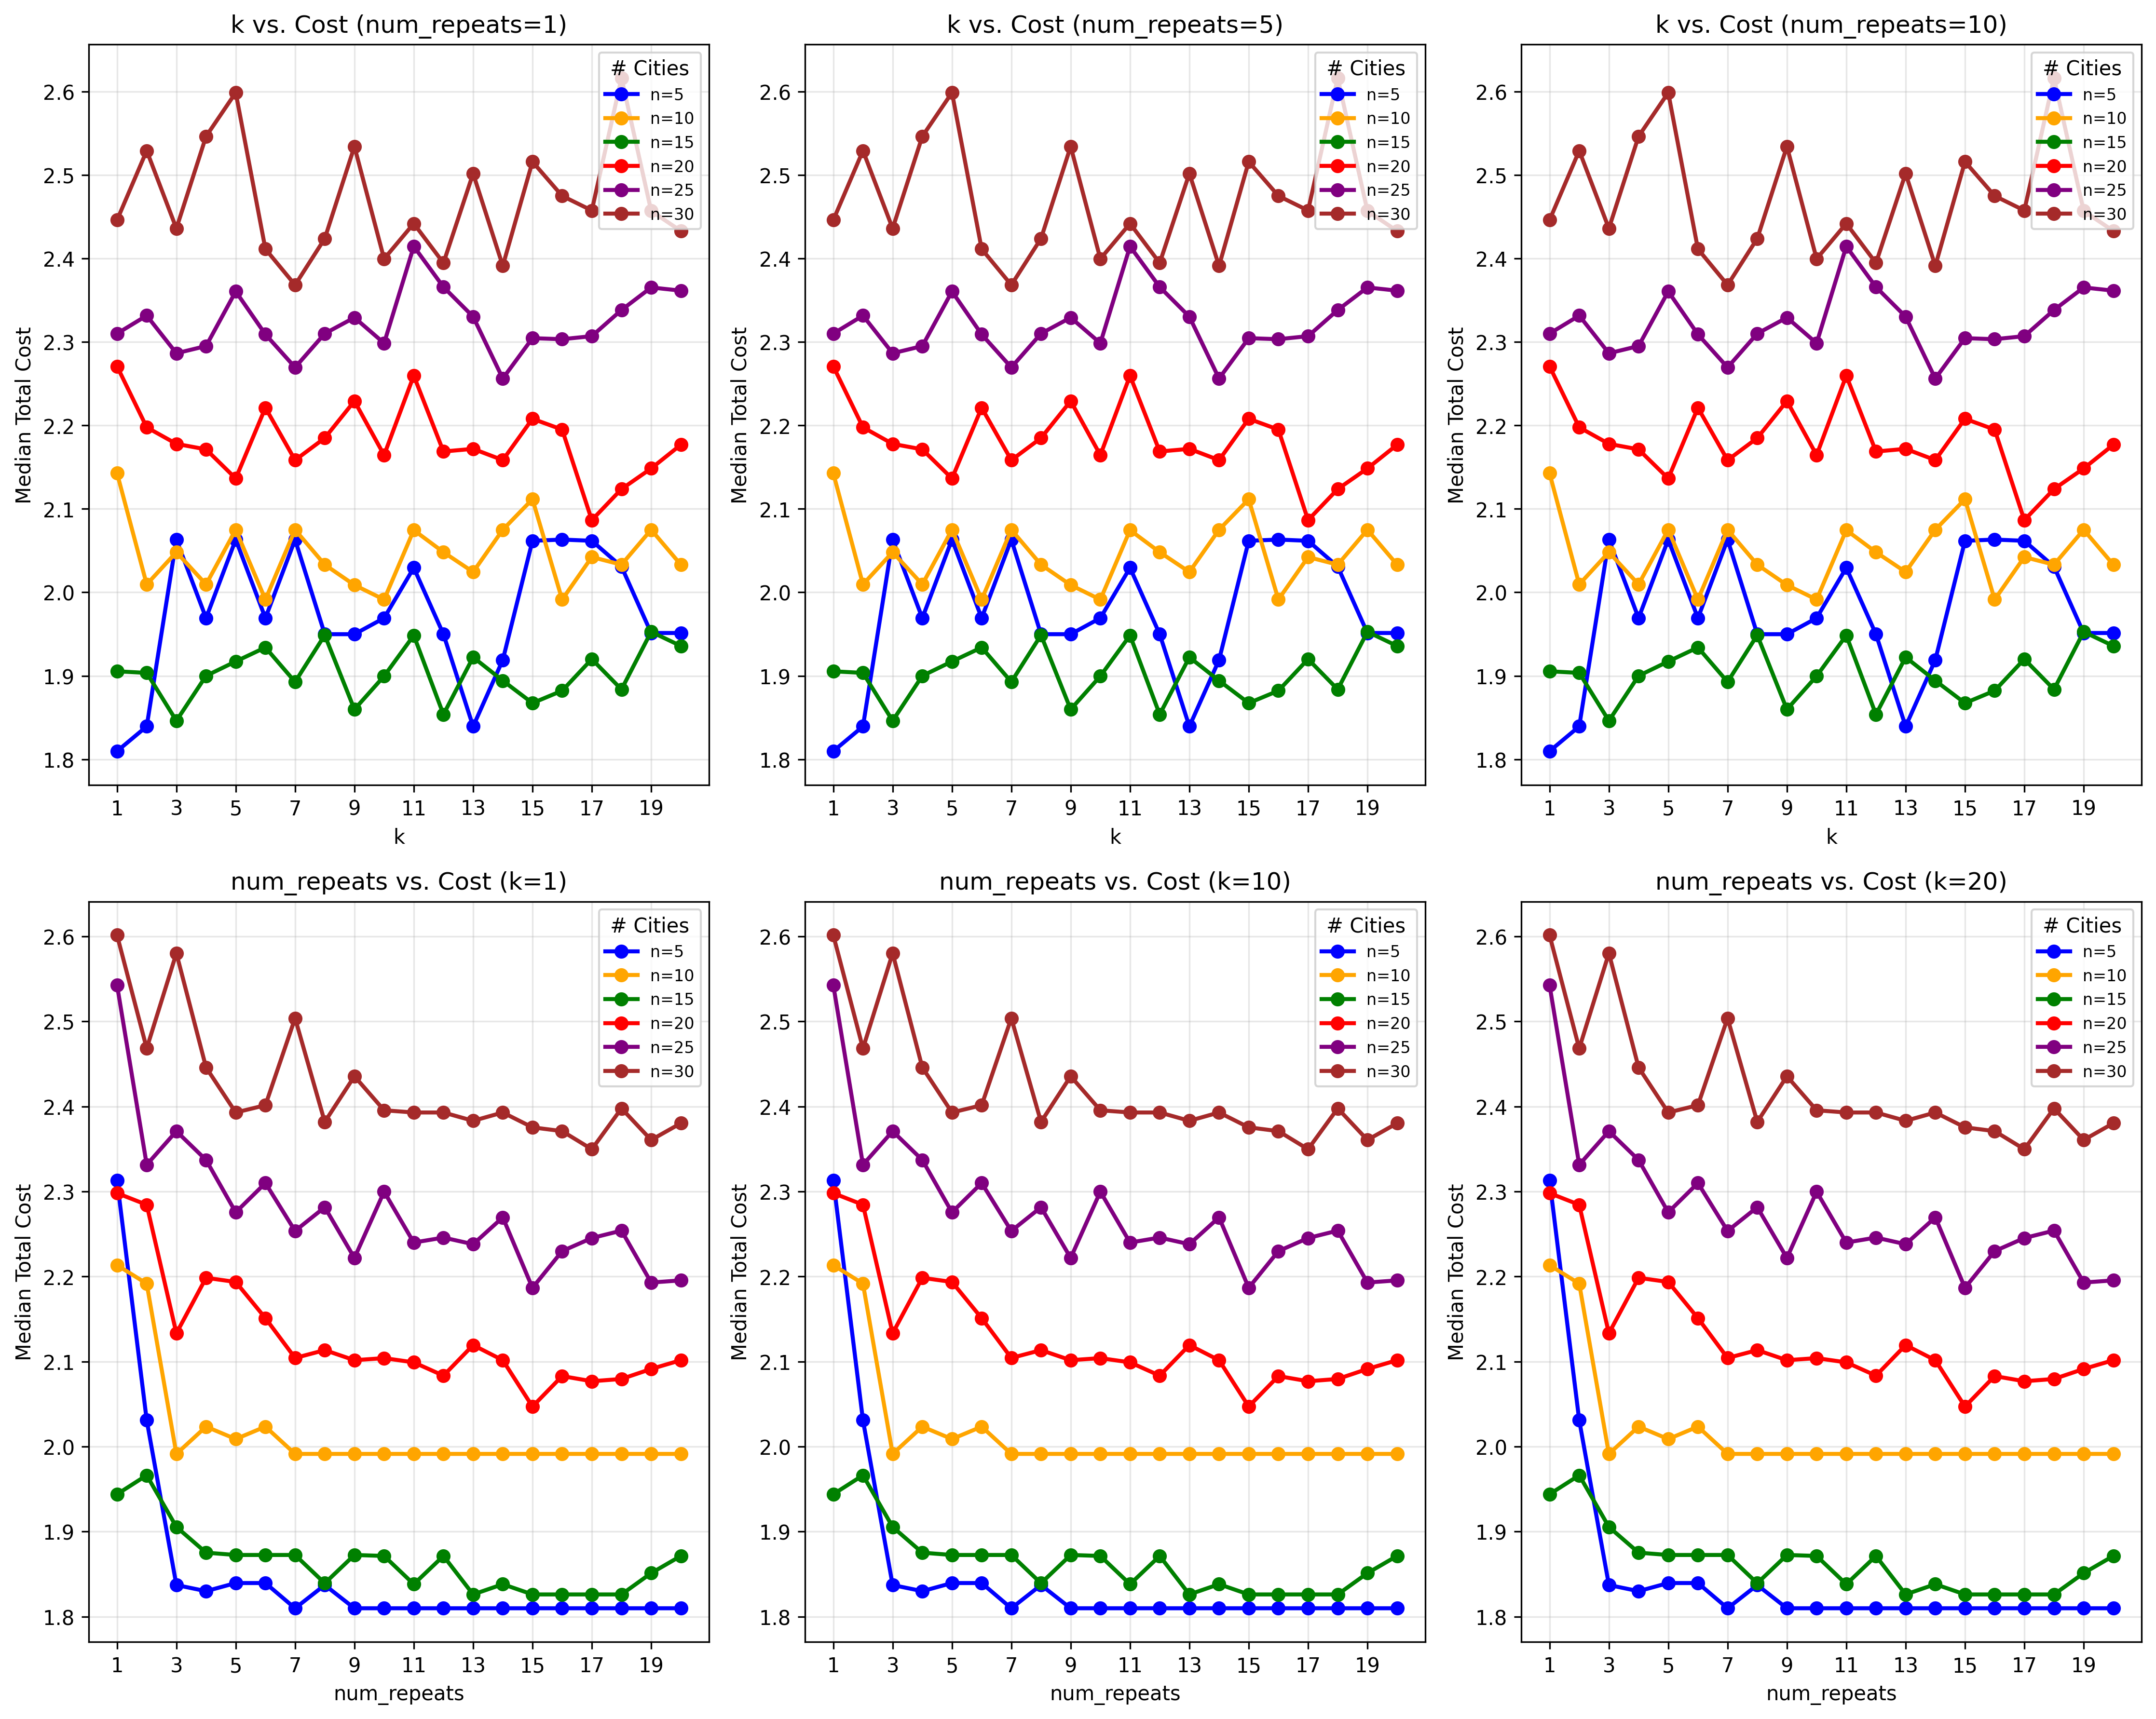 k vs. Cost (num_repeats=1)
Median Total Cost
2.6
2.5
2.4
2.3
2.2
2.1
2.0
1.9
1.8
# Cities
n=5
n=10
n=15
n=20
n=25
n=30
1 3 5 7 9 11 13 15 17 19
k
k vs. Cost (num_repeats=5)
Median Total Cost
2.6
2.5
2.4
2.3
2.2
2.1
2.0
1.9
1.8
# Cities
n=5
n=10
n=15
n=20
n=25
n=30
1 3 5 7 9 11 13 15 17 19
k
k vs. Cost (num_repeats=10)
Median Total Cost
2.6
2.5
2.4
2.3
2.2
2.1
2.0
1.9
1.8
# Cities
n=5
n=10
n=15
n=20
n=25
n=30
1 3 5 7 9 11 13 15 17 19
k
num_repeats vs. Cost (k=1)
Median Total Cost
2.6
2.5
2.4
2.3
2.2
2.1
2.0
1.9
1.8
# Cities
n=5
n=10
n=15
n=20
n=25
n=30
1 3 5 7 9 11 13 15 17 19
num_repeats
num_repeats vs. Cost (k=10)
Median Total Cost
2.6
2.5
2.4
2.3
2.2
2.1
2.0
1.9
1.8
# Cities
n=5
n=10
n=15
n=20
n=25
n=30
1 3 5 7 9 11 13 15 17 19
num_repeats
num_repeats vs. Cost (k=20)
Median Total Cost
2.6
2.5
2.4
2.3
2.2
2.1
2.0
1.9
1.8
# Cities
n=5
n=10
n=15
n=20
n=25
n=30
1 3 5 7 9 11 13 15 17 19
num_repeats